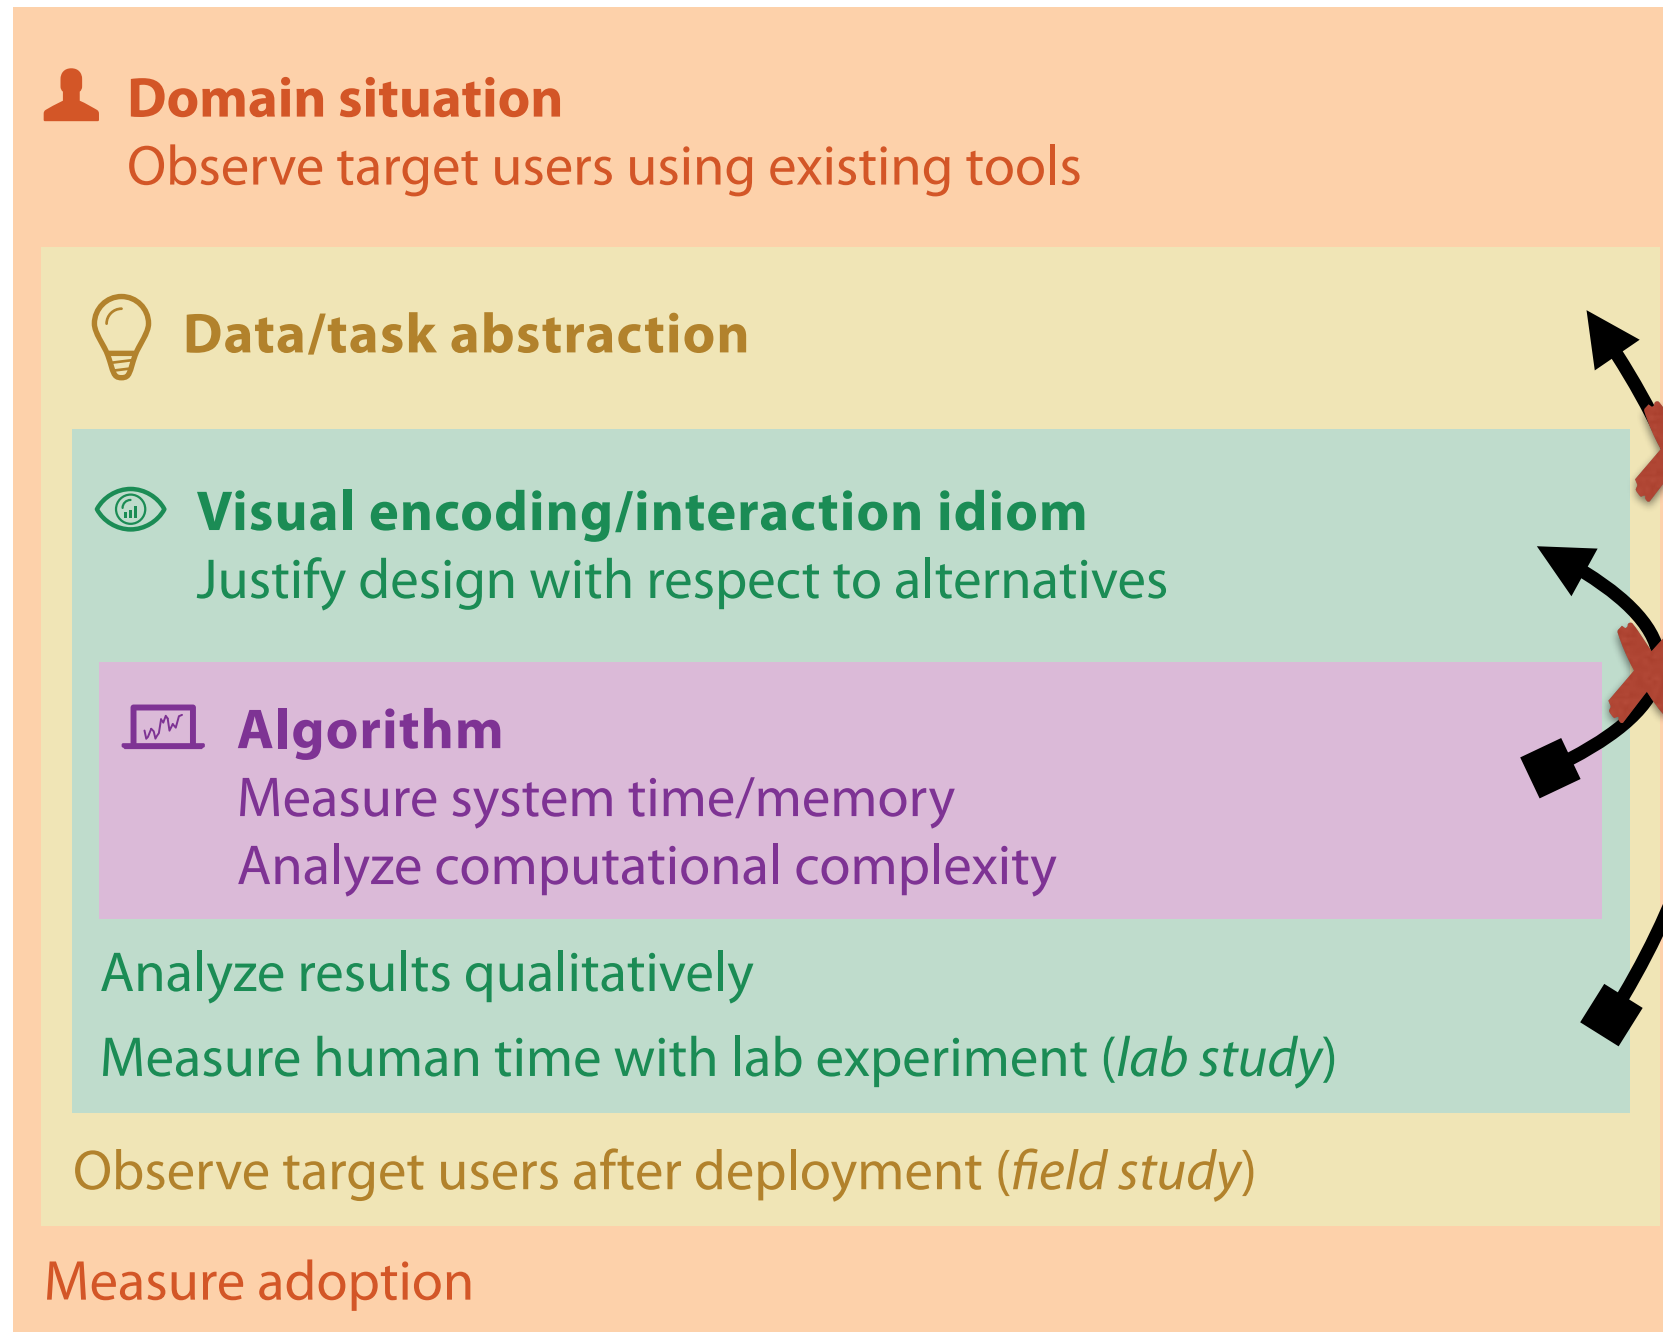 Domain situation
Observe target users using existing tools
Data/task abstraction
Visual encoding/interaction idiom
Justify design with respect to alternatives
Algorithm
Measure system time/memory
Analyze computational complexity
Analyze results qualitatively
Measure human time with lab experiment (lab study)
Observe target users after deployment (field study)
Measure adoption